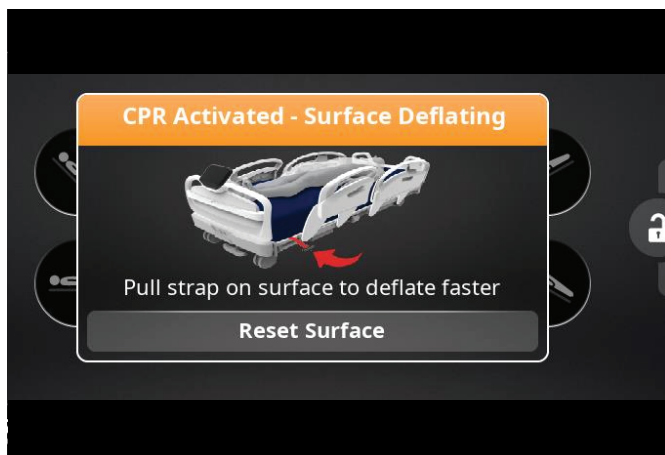 CPR Activated - Surface Deflating
Pull strap on surface to deflate faster
Reset Surface